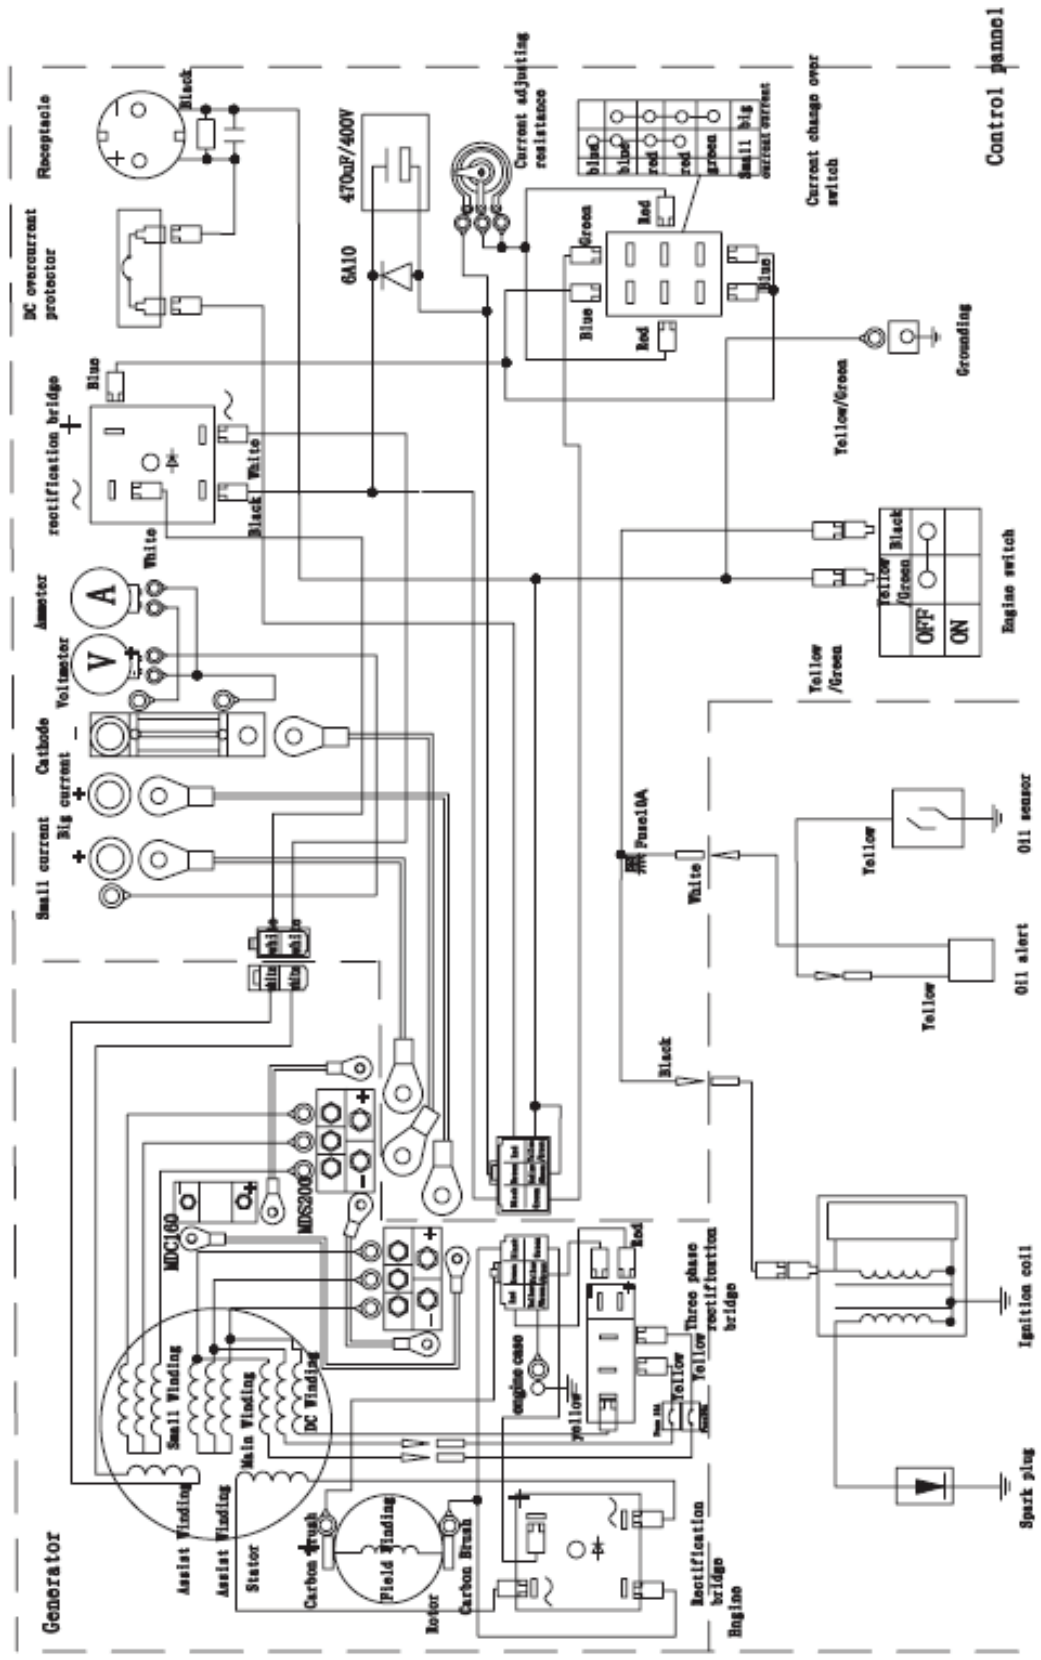 Control pannel
Receptacle
+
-
Black
DC overcurrent
protector
470uF/400V
6A10
Current adjusting
resistance
blue
blue
red
red
green
Small
current
big
current
Current change over
switch
Green
Red
Blue
Red
Blue
rectification bridge
+
Blue
~
~
White
Black
White
Yellow/Green
Grounding
Ammeter
A
Voltmeter
V
+
Cathode
-
Big current
+
Small current
+
Black
Yellow
/Green
OFF
ON
Engine switch
Yellow
/Green
Fuse10A
White
Yellow
Oil sensor
Yellow
Oil alert
Black
Ignition coil
Spark plug
Generator
MDC160
-
+
MDS200
+
-
+
-
Small Winding
Main Winding
DC Winding
Assist Winding
Assist Winding
Stator
Carbon Brush
+
Field Winding
Carbon Brush
Rotor
engine case
Red
Three phase
rectification
bridge
Yellow
Yellow
yellow
+
~
~
Rectification
bridge
Engine